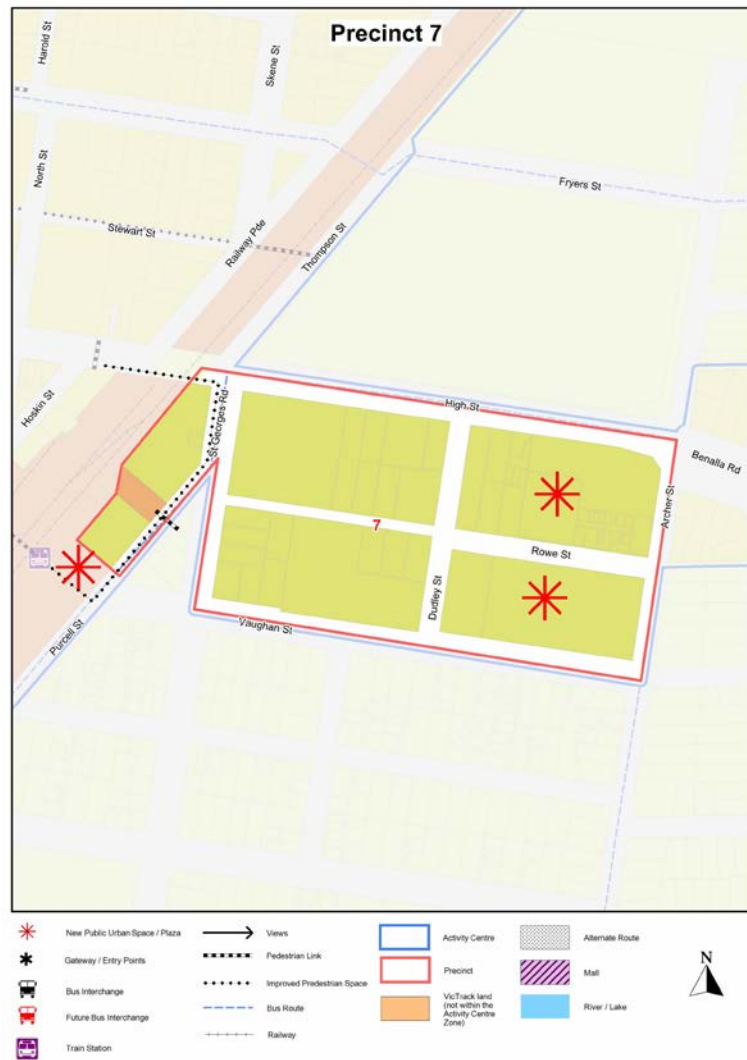 Precinct 7
Harold St
Skene St
North St
Fryers St
Stewart St
Railway Pde
Thompson St
Hoskin St
St Georges Rd
High St
Benalla Rd
Archer St
7
Rowe St
Dudley St
Vaughan St
Purcell St
New Public Urban Space / Plaza
Gateway / Entry Points
Bus Interchange
Future Bus Interchange
Train Station
Views
Pedestrian Link
Improved Predestrian Space
Bus Route
Railway
Activity Centre
Precinct
VicTrack land
(not within the
Activity Centre
Zone)
Alternate Route
Mall
River / Lake
N